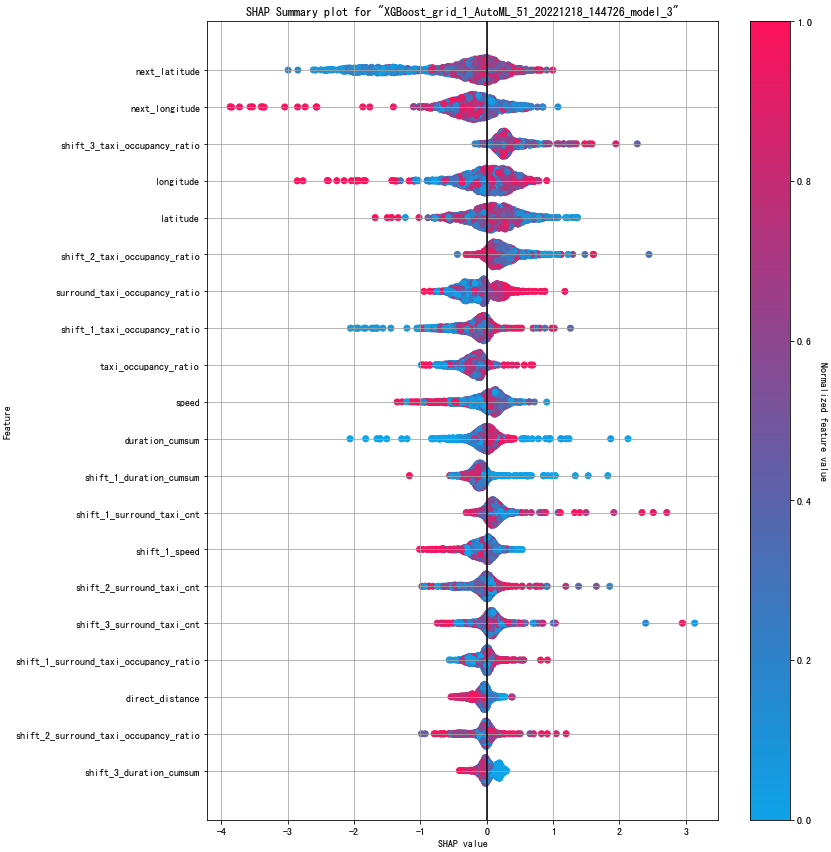 SHAP Summary plot for "XGBoost_grid_1_AutoML_51_20221218_144726_model_3"
next_latitude
next_longitude
shift_3_taxi_occupancy_ratio
longitude
latitude
shift_2_taxi_occupancy_ratio
surround_taxi_occupancy_ratio
shift_1_taxi_occupancy_ratio
taxi_occupancy_ratio
speed
duration_cumsum
shift_1_duration_cumsum
shift_1_surround_taxi_cnt
shift_1_speed
shift_2_surround_taxi_cnt
shift_3_surround_taxi_cnt
shift_1_surround_taxi_occupancy_ratio
direct_distance
shift_2_surround_taxi_occupancy_ratio
shift_3_duration_cumsum
Feature
-4 -3 -2 -1 0 1 2 3
SHAP value
1.0
0.8
0.6
0.4
0.2
0.0
Normalized feature value